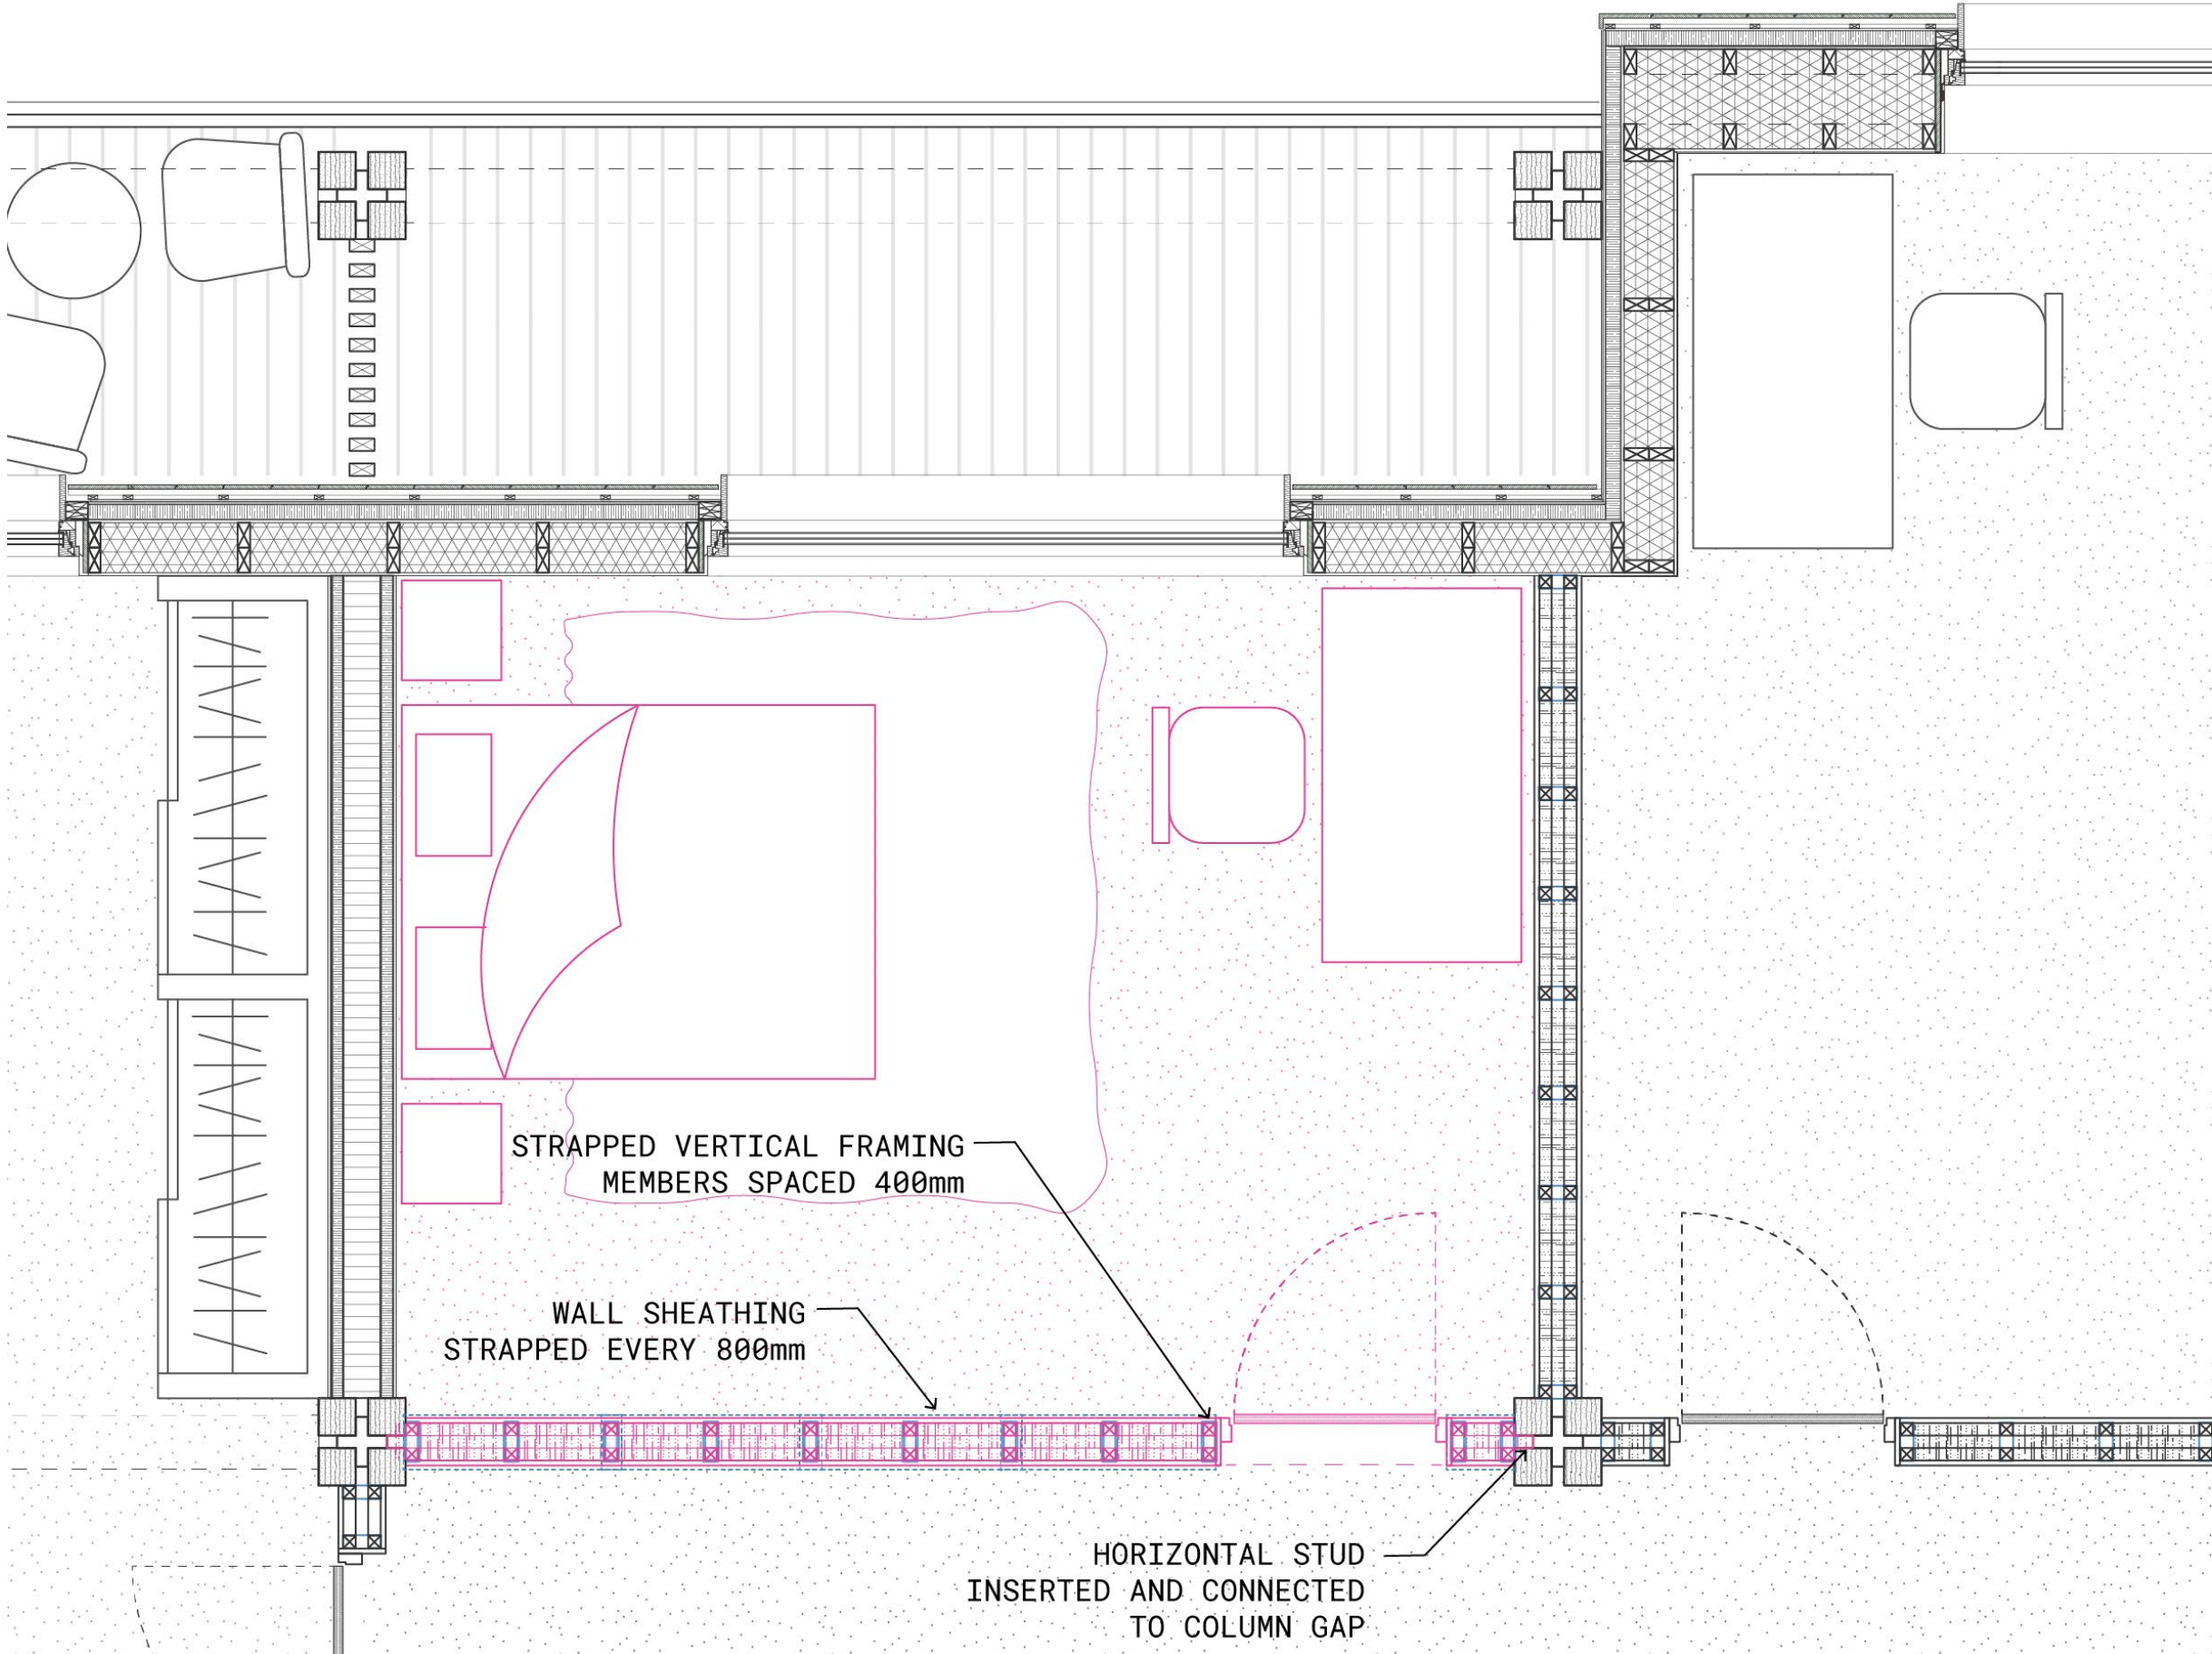 STRAPPED VERTICAL FRAMING
MEMBERS SPACED 400mm
WALL SHEATHING
STRAPPED EVERY 800mm
HORIZONTAL STUD
INSERTED AND CONNECTED
TO COLUMN GAP